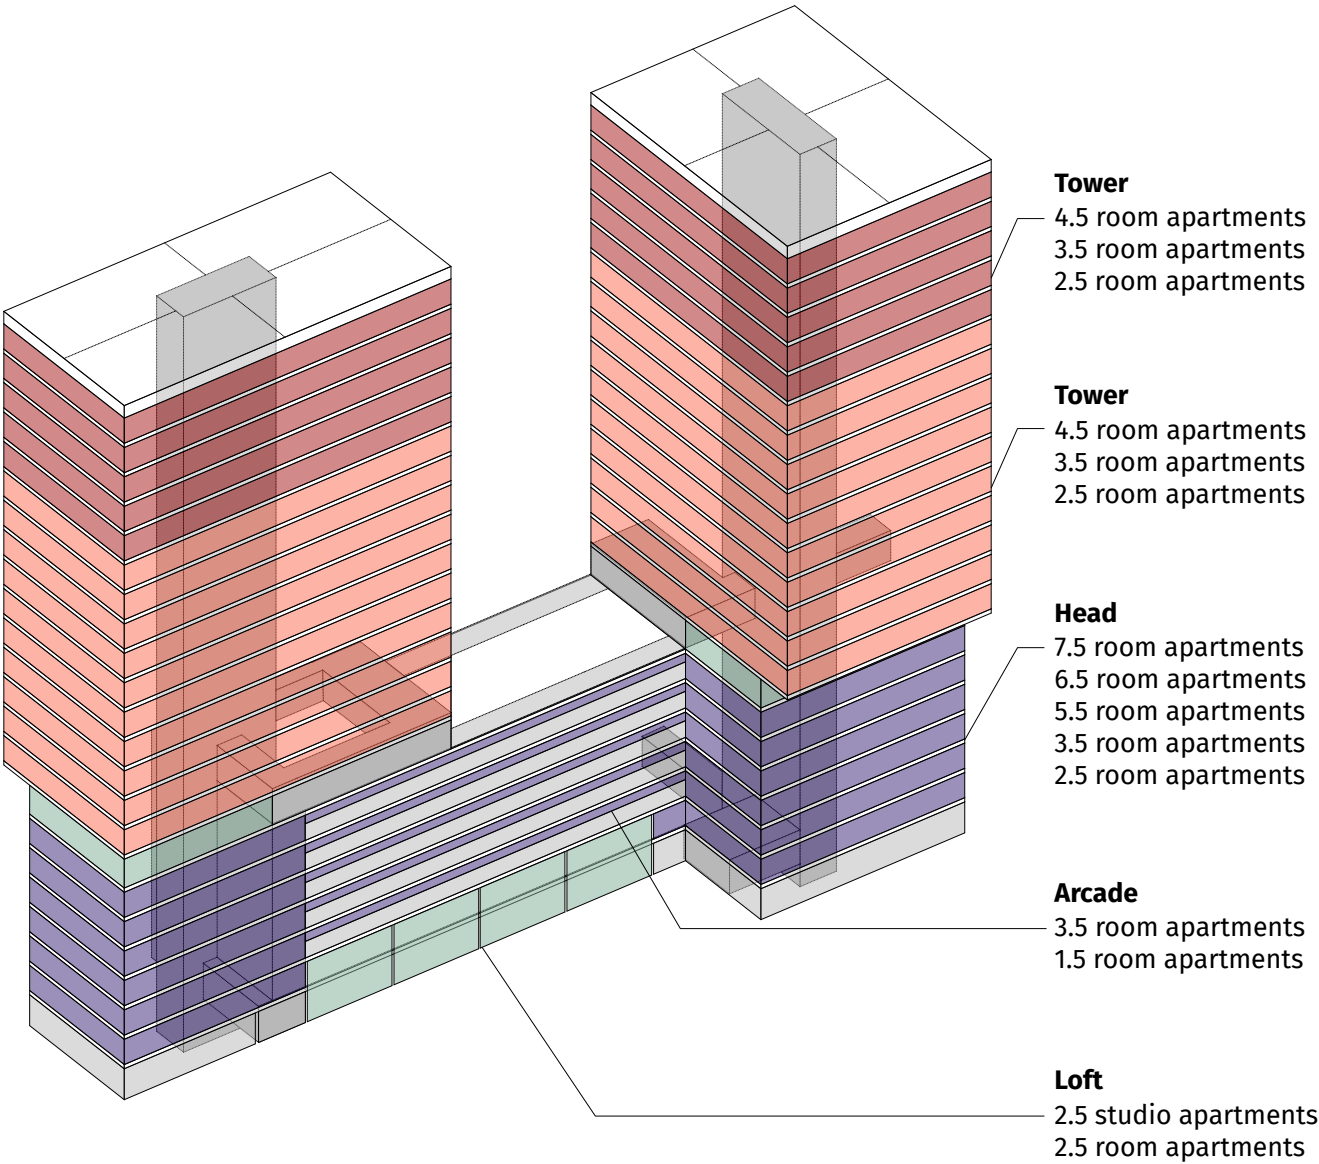 Tower
4.5 room apartments
3.5 room apartments
2.5 room apartments
Tower
4.5 room apartments
3.5 room apartments
2.5 room apartments
Head
7.5 room apartments
6.5 room apartments
5.5 room apartments
3.5 room apartments
2.5 room apartments
Arcade
3.5 room apartments
1.5 room apartments
Loft
2.5 studio apartments
2.5 room apartments